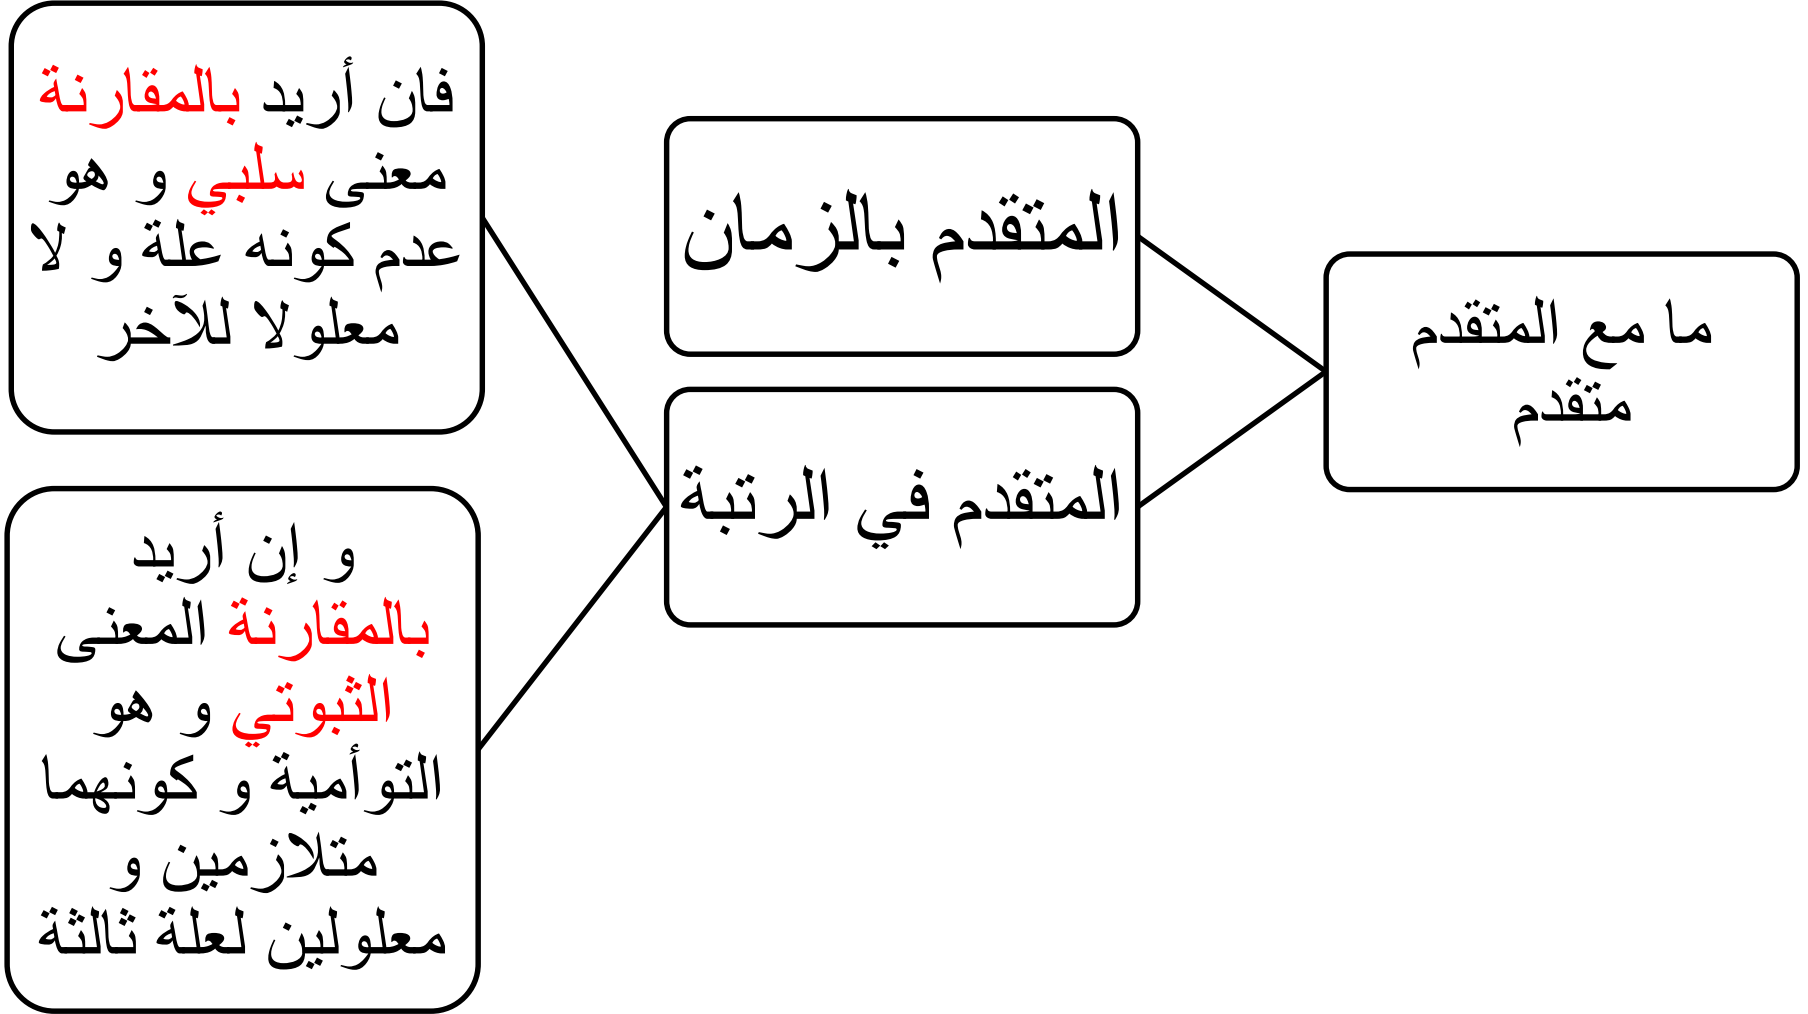 ما مع المتقدم
متقدم
المتقدم بالزمان
المتقدم في الرتبة
فان أريد بالمقارنة
معنى سلبي و هو
عدم كونه علة و لا
معلولا للآخر
و إن أريد
بالمقارنة المعنى
الثبوتي و هو
التوأمية و كونهما
متلازمين و
معلولين لعلة ثالثة